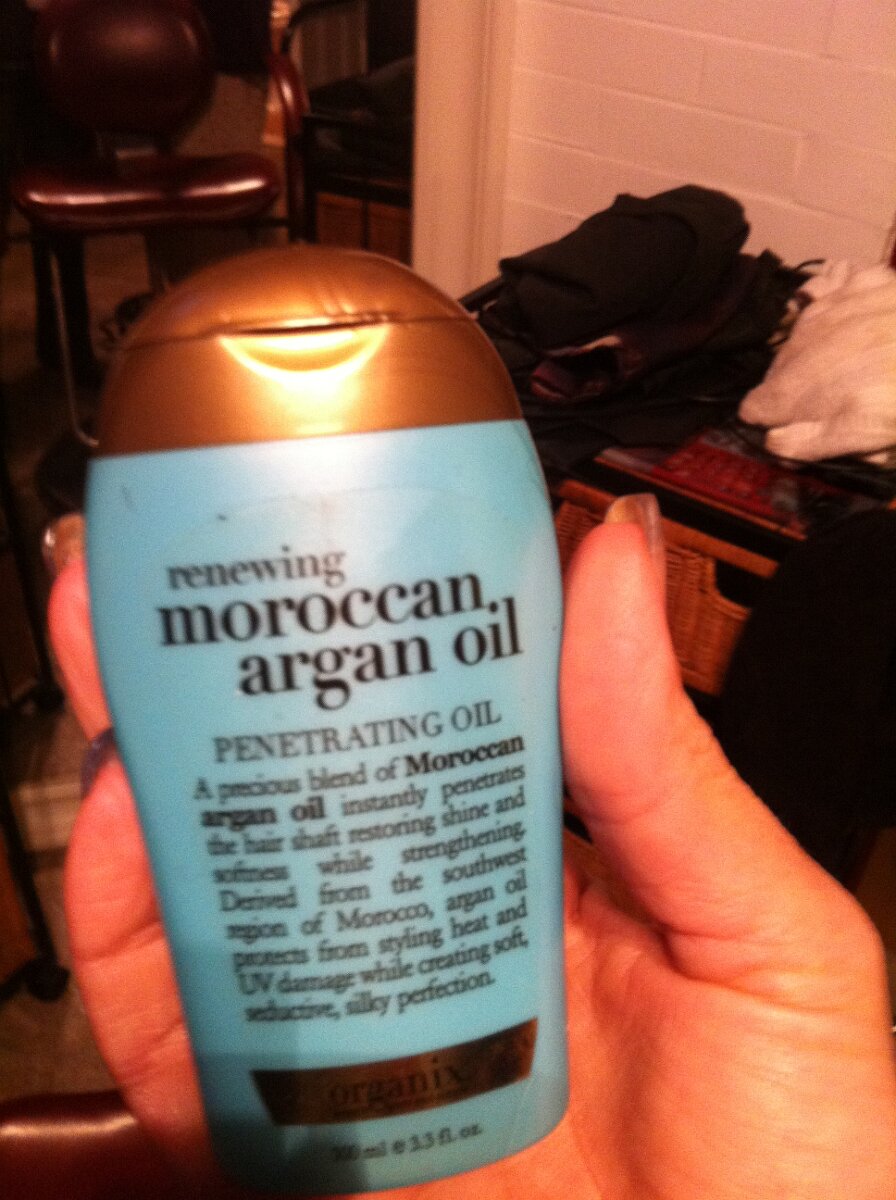 renewing
moroccan
argan oil
PENETRATING OIL
A precious blend of Moroccan
argan oil instantly penetrates
the hair shaft restoring shine and
softness while strengthening.
Derived from the southwest
region of Morocco, argan oil
protects from styling heat and
UV damage while creating soft,
seductive, silky perfection.
organix
100 ml e 3.3 fl. oz.